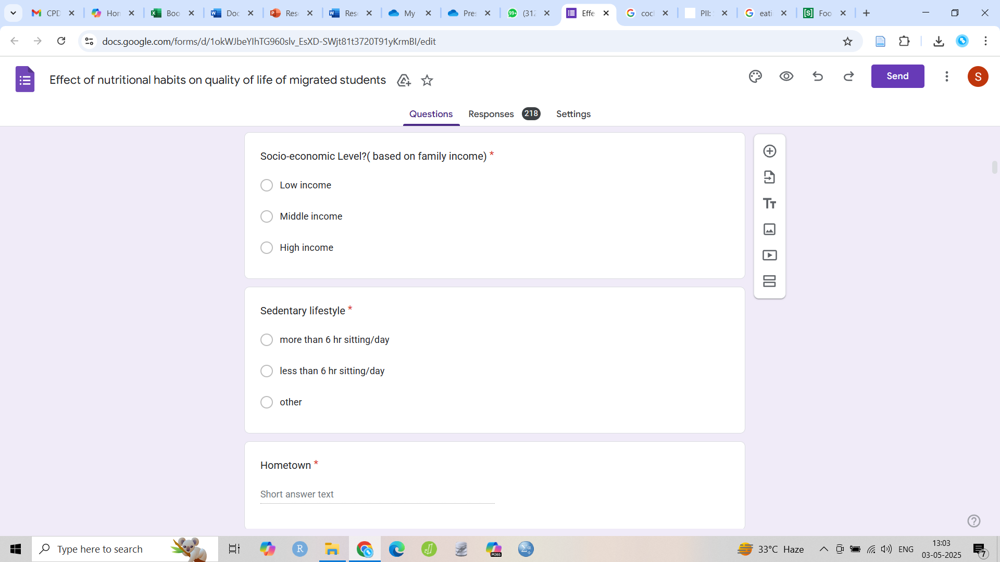 CPD
Hor
Boo
Doc
Res
Res
My
Pre
(312
Effe
coc
PII:
eati
Foo
docs.google.com/forms/d/1okWJbeYIhTG960slv_EsXD-SWjt81t3720T91yKrmBI/edit
Effect of nutritional habits on quality of life of migrated students
Send
S
Questions Responses 218 Settings
Socio-economic Level?( based on family income) *
Low income
Middle income
High income
Sedentary lifestyle *
more than 6 hr sitting/day
less than 6 hr sitting/day
other
Hometown *
Short answer text
Type here to search
33°C Haze
ENG
13:03
03-05-2025
7